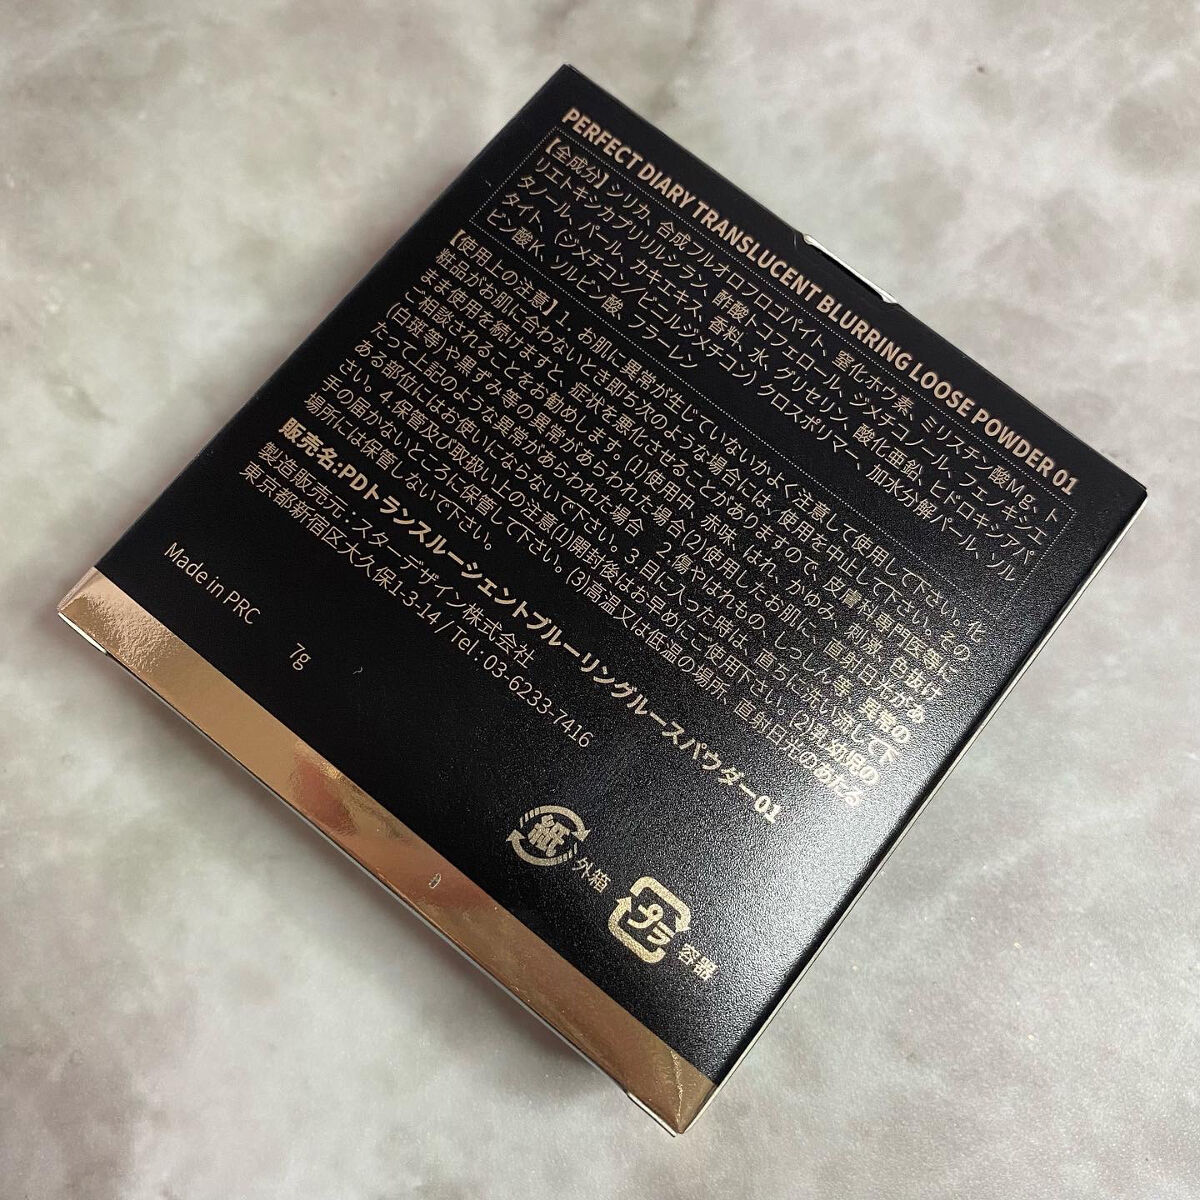 PERFECT DIARY TRANSLUCENT BLURRING LOOSE POWDER 01
【全成分】シリカ、合成フルオロフロゴパイト、窒化ホウ素、ミリスチン酸Mg、ト
リエトキシカプリリルシラン、酢酸トコフェロール、ジメチコノール、フェノキシエ
タノール、パール、カキエキス、香料、水、グリセリン、酸化亜鉛、ヒドロキシアパ
タイト、（ジメチコン/ビニルジメチコン）クロスポリマー、加水分解パール、ソル
ビン酸K、ソルビン酸、フラーレン
【使用上の注意】1. お肌に異常が生じていないかよく注意して使用して下さい。化
粧品がお肌に合わないとき即ち次のような場合には、使用を中止して下さい。その
まま使用を続けますと、症状を悪化させることがありますので、皮膚科専門医等に
ご相談されることをお勧めします。(1)使用中、赤味、はれ、かゆみ、刺激、色抜け
(白斑等)や黒ずみ等の異常があらわれた場合(2)使用したお肌に、直射日光があ
たって上記のような異常があらわれた場合 2.傷やはれもの、しっしん等、異常の
ある部位にはお使いにならないで下さい。3.目に入った時は、直ちに洗い流して下
さい。4.保管及び取扱い上の注意(1)開封後はお早めにご使用下さい。(2)乳幼児の
手の届かないところに保管して下さい。(3)高温又は低温の場所、直射日光のあたる
場所には保管しないで下さい。
販売名:PDトランスルーシェントブルーリングルースパウダー01
製造販売元：スターデザイン株式会社
東京都新宿区大久保1-3-14/Tel：03-6233-7416
Made in PRC 7g
紙 外箱
プラ 容器